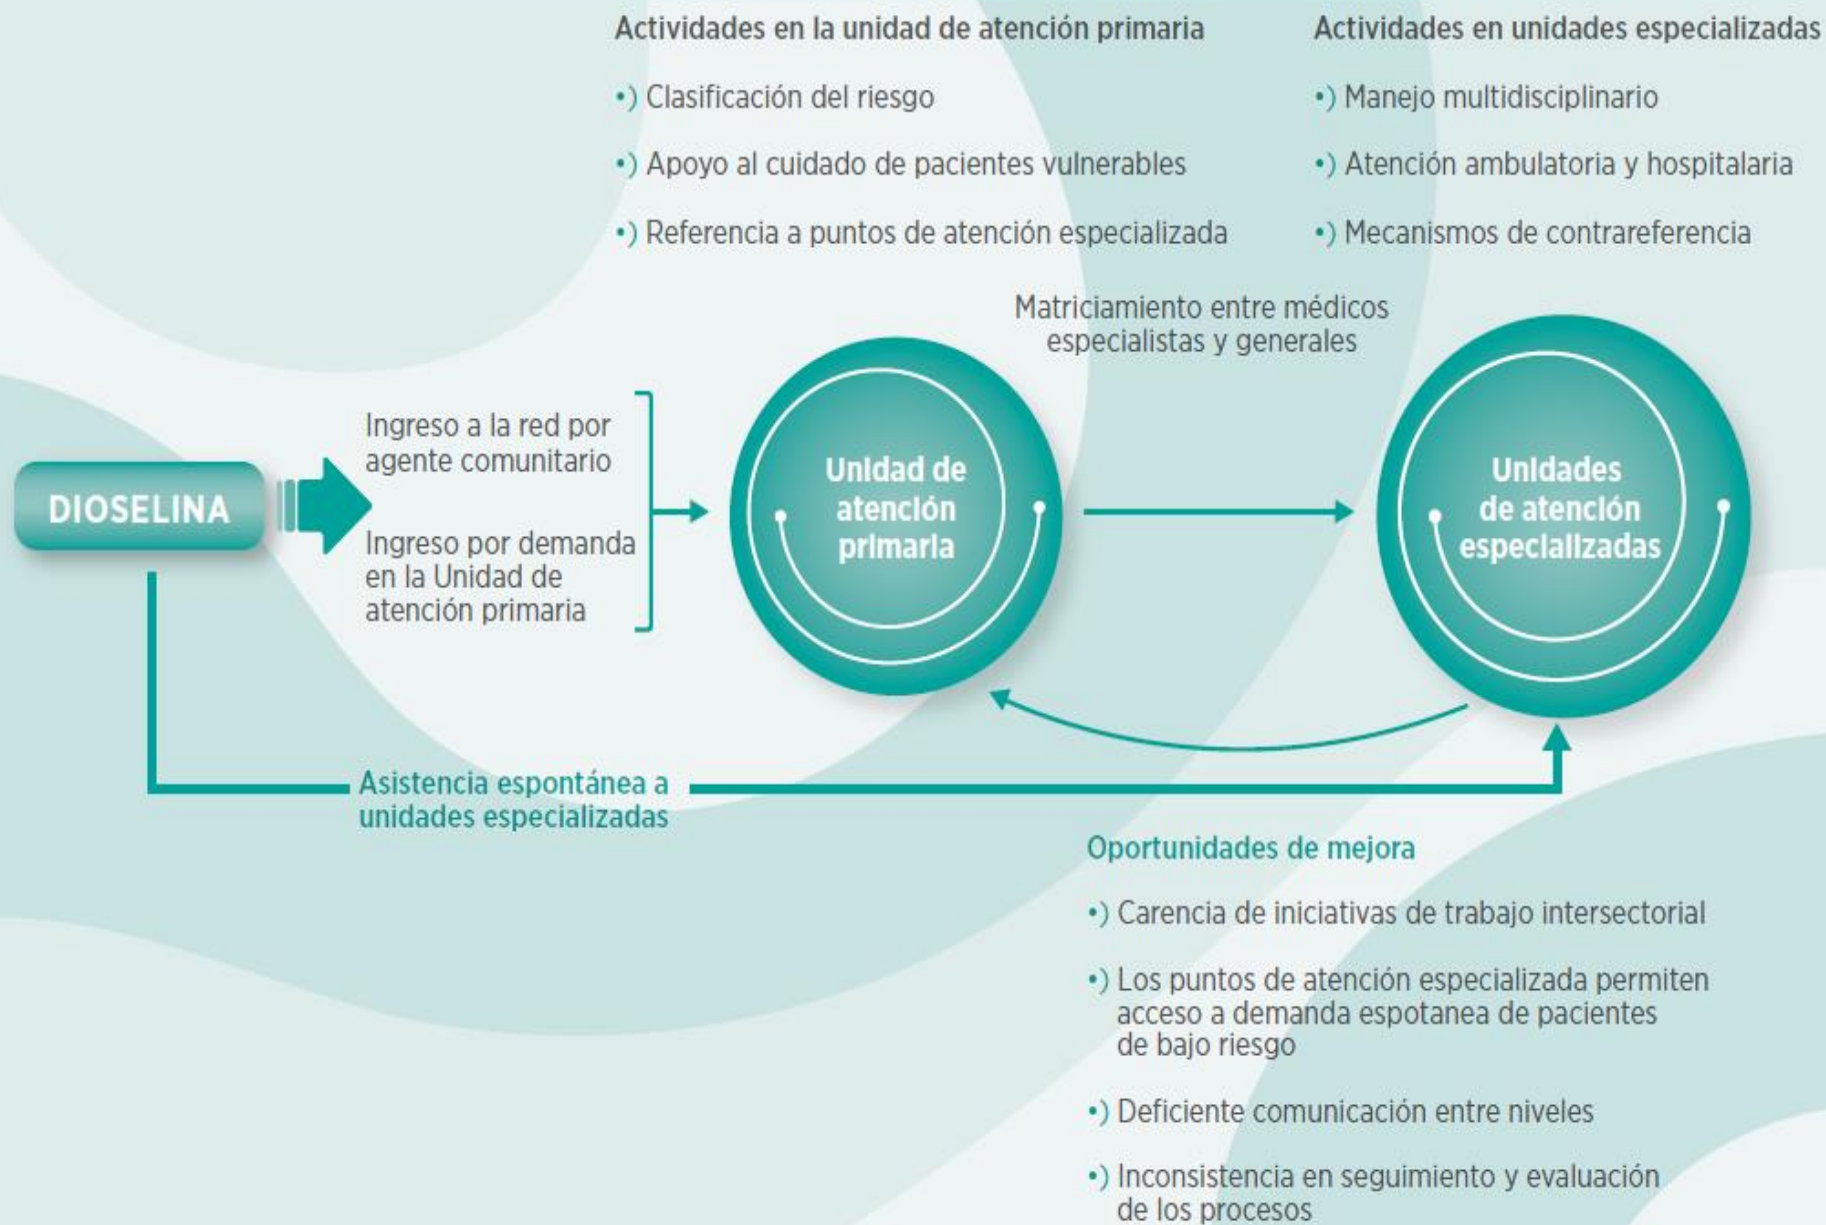 Actividades en la unidad de atención primaria
•) Clasificación del riesgo
•) Apoyo al cuidado de pacientes vulnerables
•) Referencia a puntos de atención especializada
Actividades en unidades especializadas
•) Manejo multidisciplinario
•) Atención ambulatoria y hospitalaria
•) Mecanismos de contrareferencia
Matriciamiento entre médicos
especialistas y generales
DIOSELINA
Ingreso a la red por
agente comunitario
Ingreso por demanda
en la Unidad de
atención primaria
Unidad de
atención
primaria
Unidades
de atención
especializadas
Asistencia espontánea a
unidades especializadas
Oportunidades de mejora
•) Carencia de iniciativas de trabajo intersectorial
•) Los puntos de atención especializada permiten
acceso a demanda espotanea de pacientes
de bajo riesgo
•) Deficiente comunicación entre niveles
•) Inconsistencia en seguimiento y evaluación
de los procesos